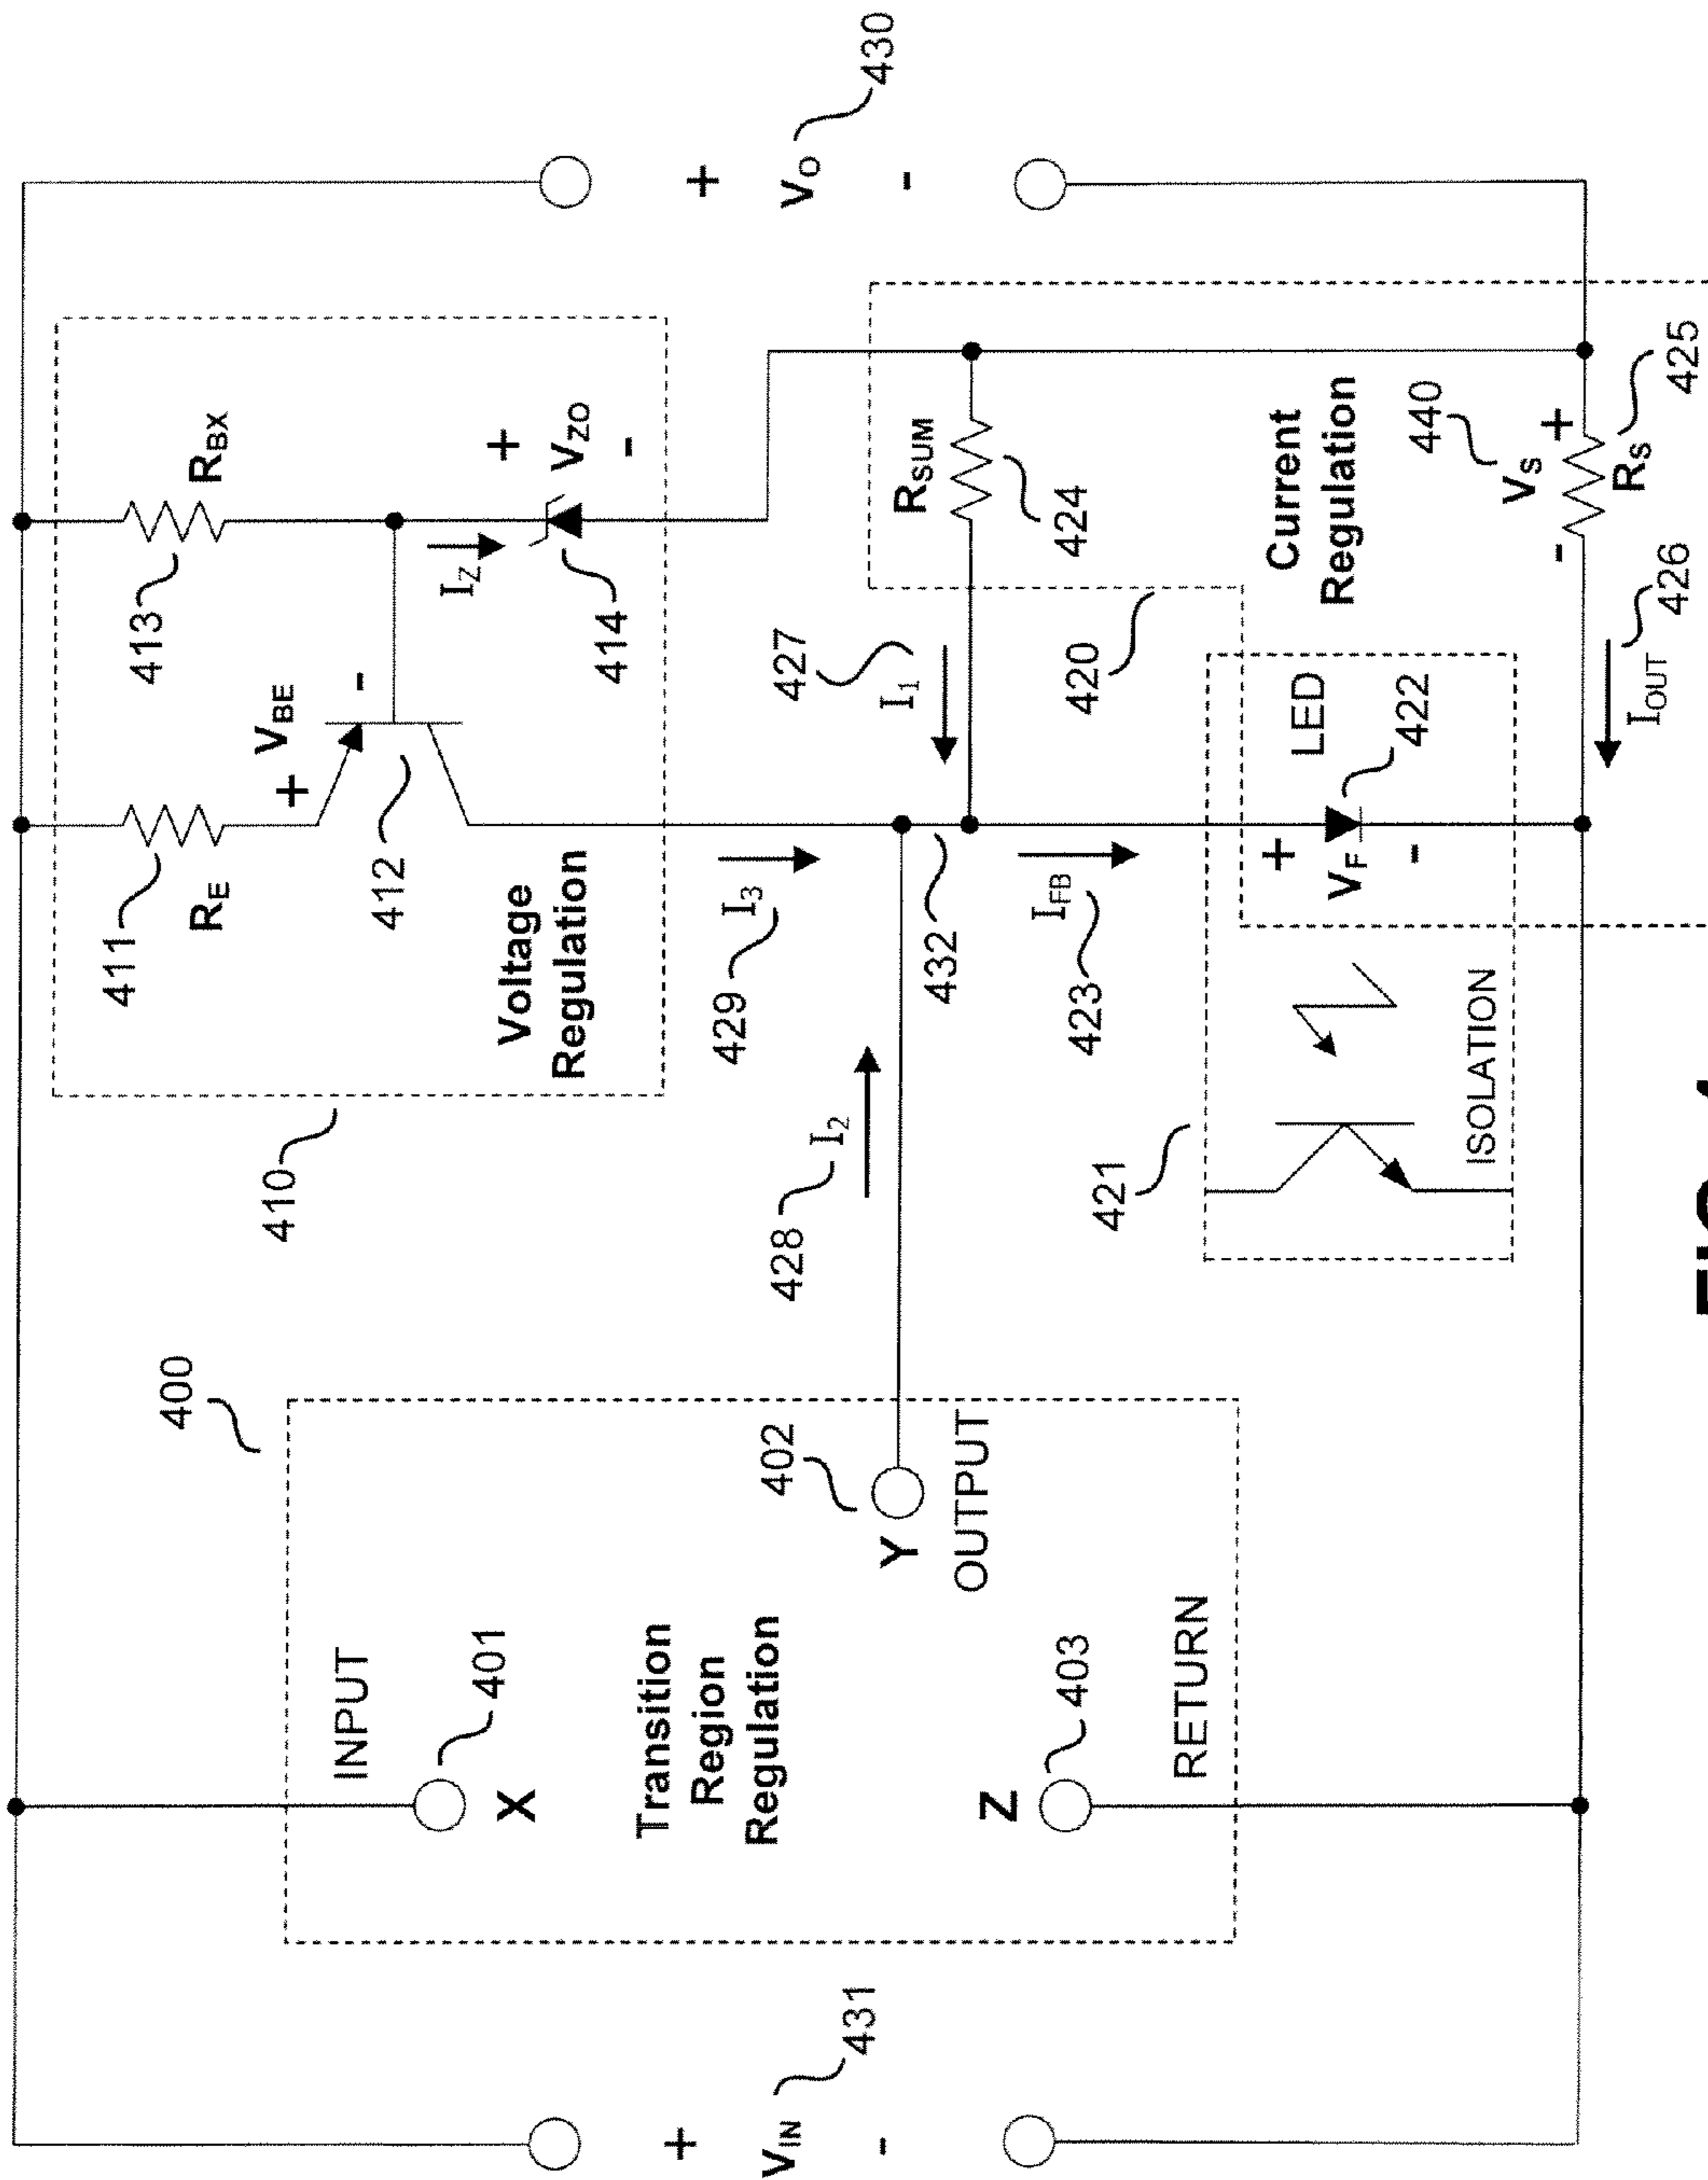 400
INPUT
401
X
Transition
Region
Regulation
Y
402
OUTPUT
Z
403
RETURN
+
V_IN
431
-
410
411
R_E
+
V_BE
-
412
413
R_BX
I_Z
414
+
V_ZO
-
Voltage
Regulation
428
I_2
429
I_3
432
427
I_1
R_SUM
424
420
423
I_FB
421
ISOLATION
LED
+
V_F
-
422
Current
Regulation
440
V_S
+
-
R_S
425
426
I_OUT
+
V_O
430
-